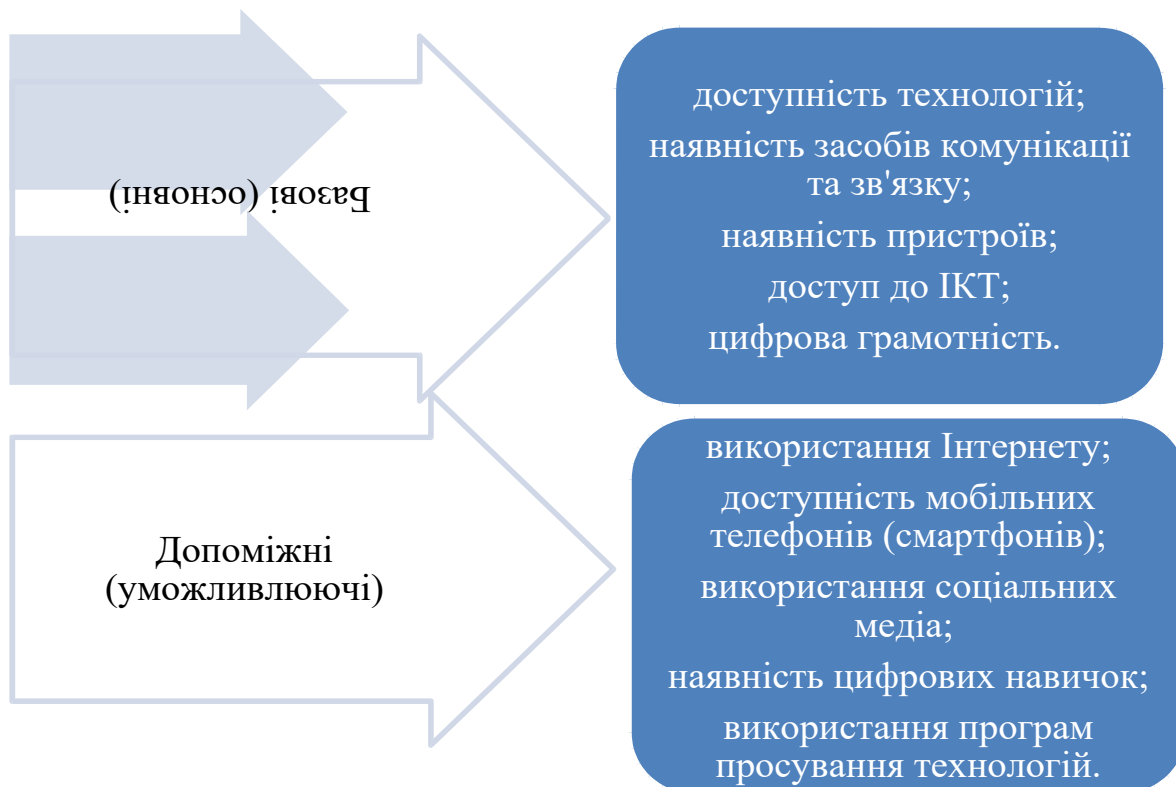 Базові (основні)
доступність технологій;
наявність засобів комунікації
та зв'язку;
наявність пристроїв;
доступ до ІКТ;
цифрова грамотність.
Допоміжні
(уможливлюючі)
використання Інтернету;
доступність мобільних
телефонів (смартфонів);
використання соціальних
медіа;
наявність цифрових навичок;
використання програм
просування технологій.